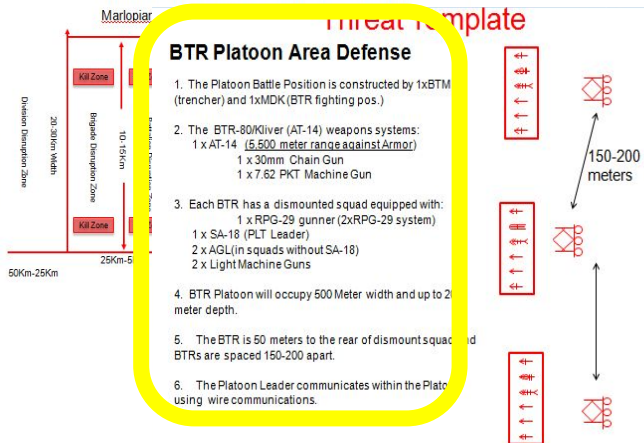 Marlopian
Threat Template
BTR Platoon Area Defense
1. The Platoon Battle Position is constructed by 1xBTM
(trencher) and 1xMDK (BTR fighting pos.)
2. The BTR-80/Kliver (AT-14) weapons systems:
1 x AT-14 (5,500 meter range against Armor)
1 x 30mm Chain Gun
1 x 7.62 PKT Machine Gun
3. Each BTR has a dismounted squad equipped with:
1 x RPG-29 gunner (2xRPG-29 system)
1 x SA-18 (PLT Leader)
2 x AGL(in squads without SA-18)
2 x Light Machine Guns
4. BTR Platoon will occupy 500 Meter width and up to
meter depth.
5. The BTR is 50 meters to the rear of dismount squad
BTRs are spaced 150-200 apart.
6. The Platoon Leader communicates within the
using wire communications.
Kill Zone
Kill Zone
Division Disruption Zone
20-30Km Width
Brigade Disruption Zone
10-15Km
Disruption Zone
50Km-25Km
150-200
meters